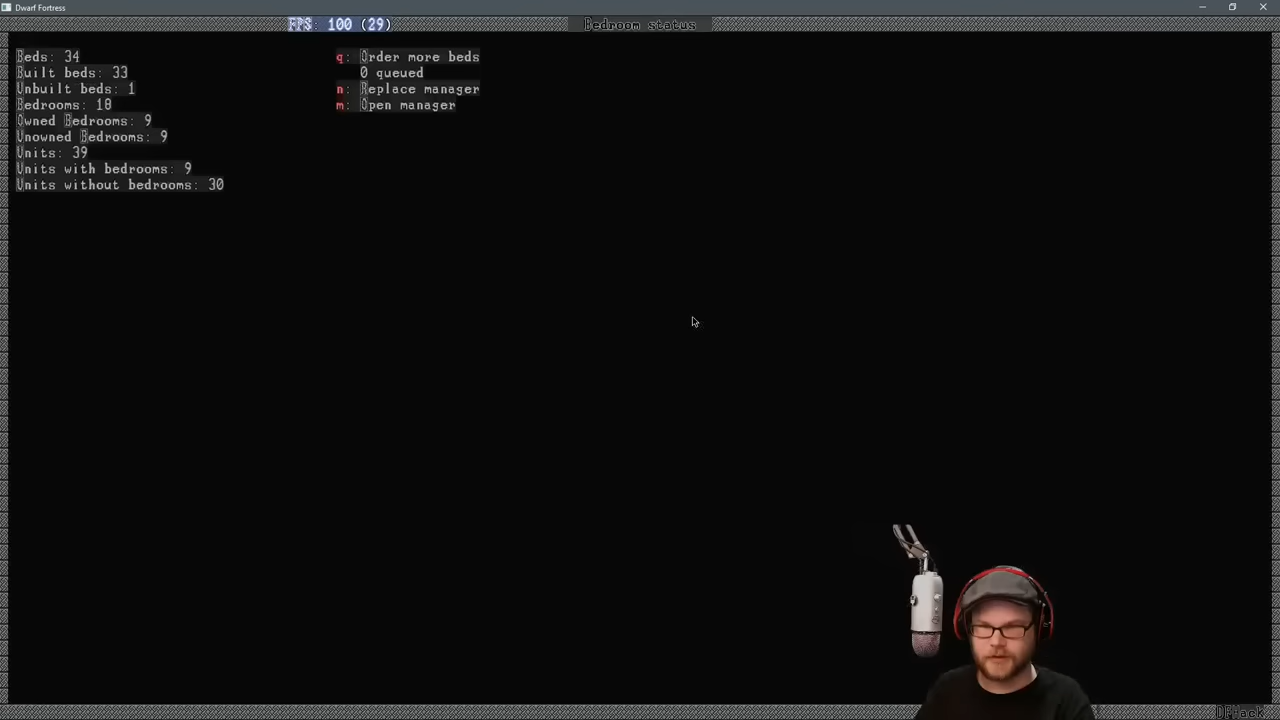 Dwarf Fortress
FPS: 100 (29)
Bedroom status
Beds: 34
Built beds: 33
Unbuilt beds: 1
Bedrooms: 18
Owned Bedrooms: 9
Unowned Bedrooms: 9
Units: 39
Units with bedrooms: 9
Units without bedrooms: 30
q: Order more beds
0 queued
n: Replace manager
m: Open manager
DFHack